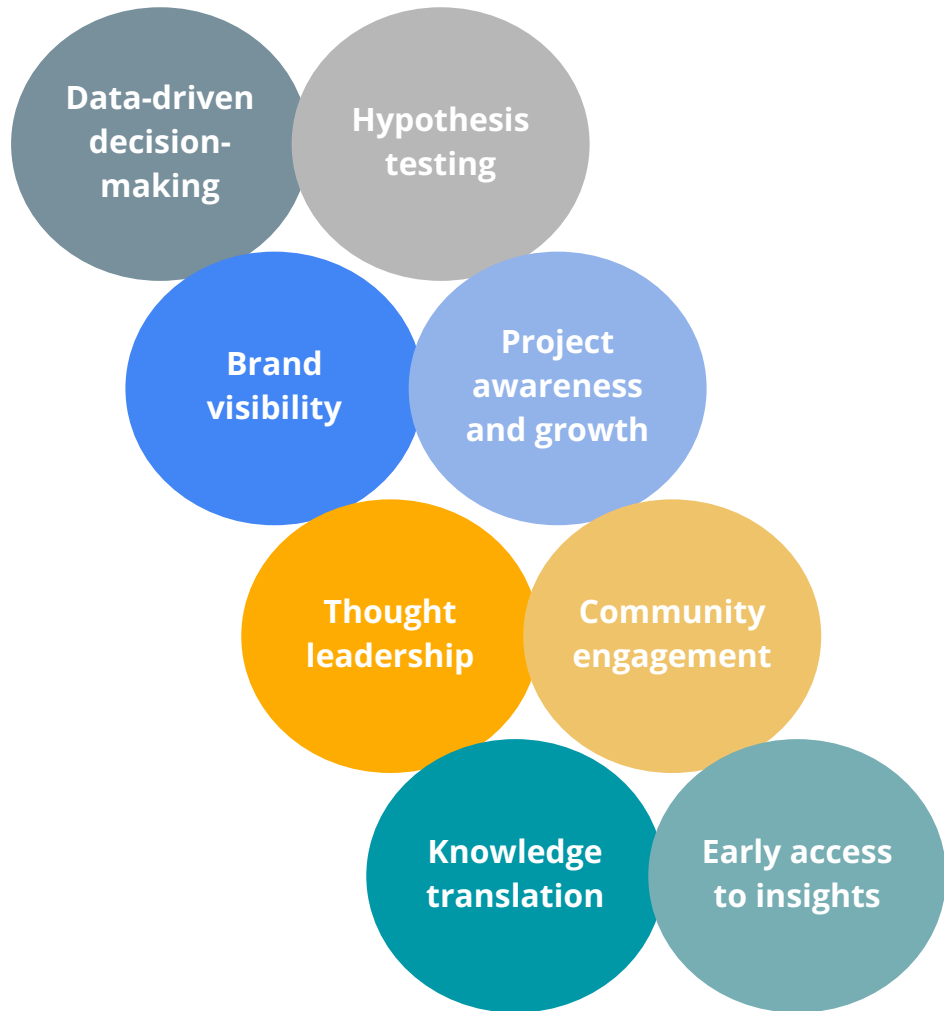 Data-driven
decision-
making
Hypothesis
testing
Brand
visibility
Project
awareness
and growth
Thought
leadership
Community
engagement
Knowledge
translation
Early access
to insights